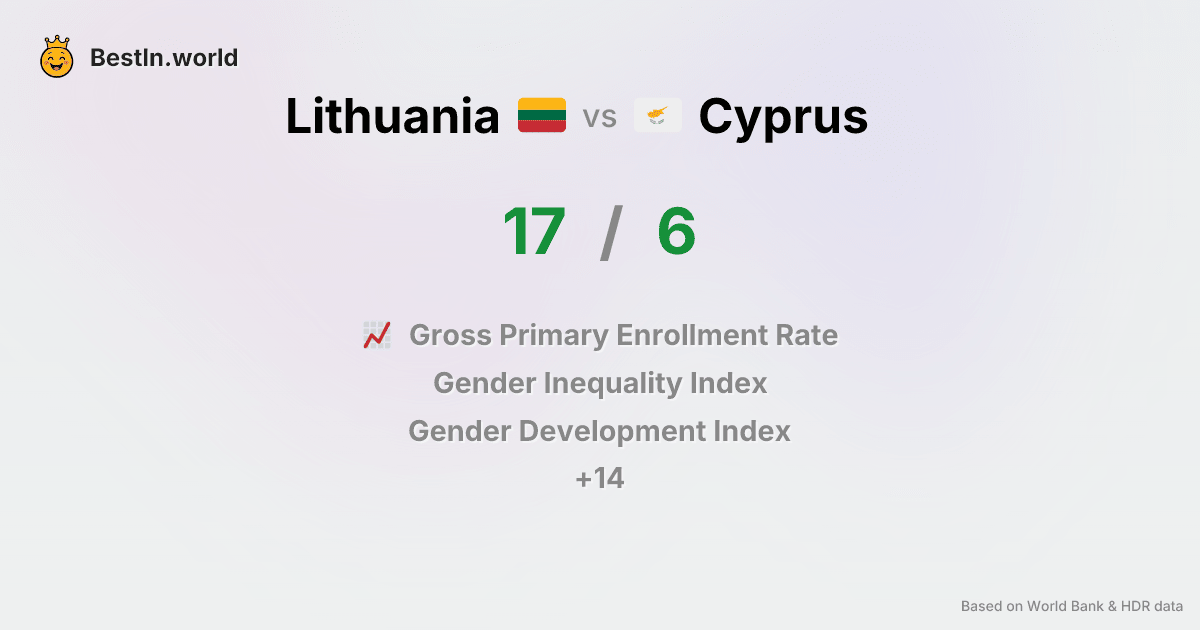 BestIn.world
Lithuania vs Cyprus
17 / 6
Gross Primary Enrollment Rate
Gender Inequality Index
Gender Development Index
+14
Based on World Bank & HDR data